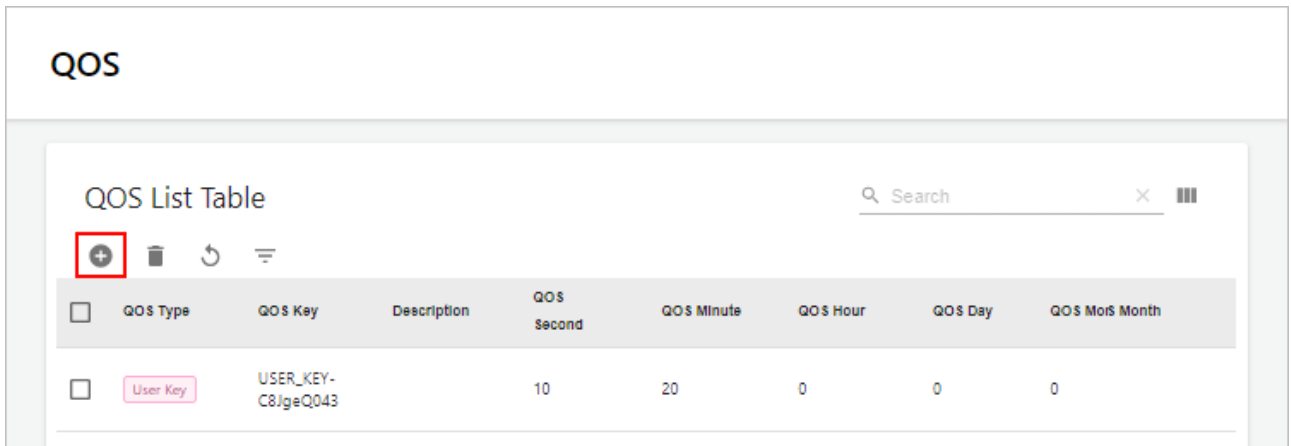 QOS
QOS List Table
Search
QOS Type QOS Key Description QOS Second QOS Minute QOS Hour QOS Day QOS MorS Month
User Key USER_KEY-
C8JgeQ043 10 20 0 0 0